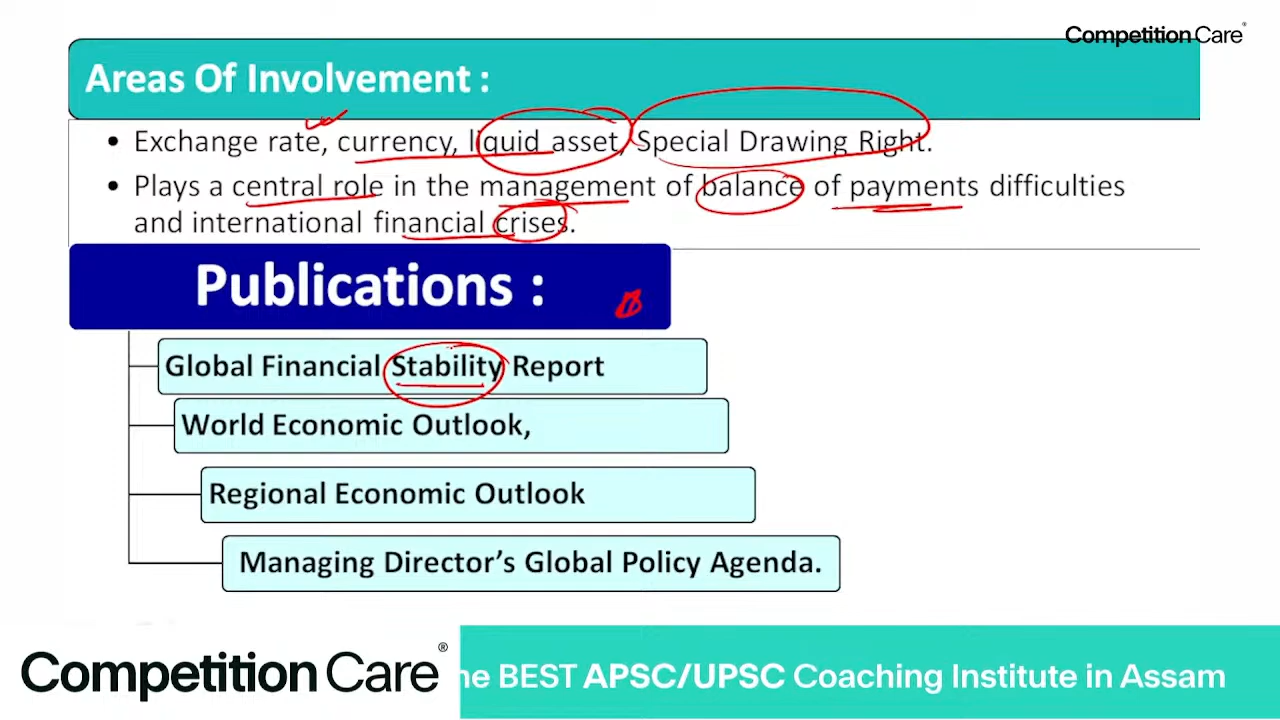 Competition Care®
Areas Of Involvement :
• Exchange rate, currency, liquid asset, Special Drawing Right.
• Plays a central role in the management of balance of payments difficulties
and international financial crises.
Publications :
Global Financial Stability Report
World Economic Outlook,
Regional Economic Outlook
Managing Director’s Global Policy Agenda.
Competition Care®
he BEST APSC/UPSC Coaching Institute in Assam